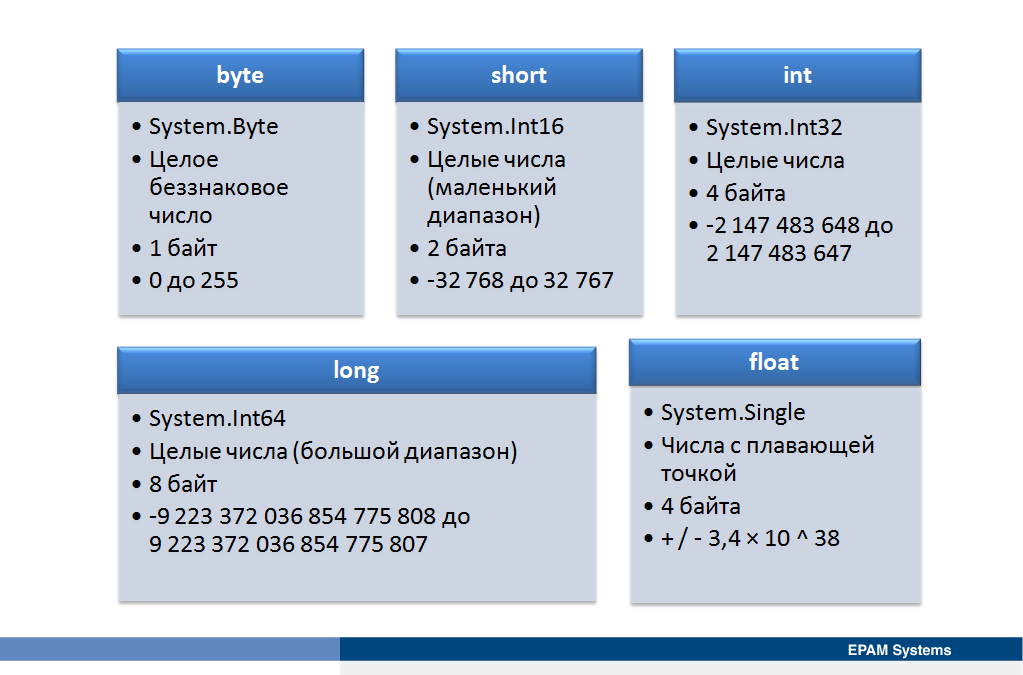 byte
• System.Byte
• Целое
беззнаковое
число
• 1 байт
• 0 до 255
short
• System.Int16
• Целые числа
(маленький
диапазон)
• 2 байта
• -32 768 до 32 767
int
• System.Int32
• Целые числа
• 4 байта
• -2 147 483 648 до
2 147 483 647
long
• System.Int64
• Целые числа (большой диапазон)
• 8 байт
• -9 223 372 036 854 775 808 до
9 223 372 036 854 775 807
float
• System.Single
• Числа с плавающей
точкой
• 4 байта
• + / - 3,4 × 10 ^ 38
EPAM Systems